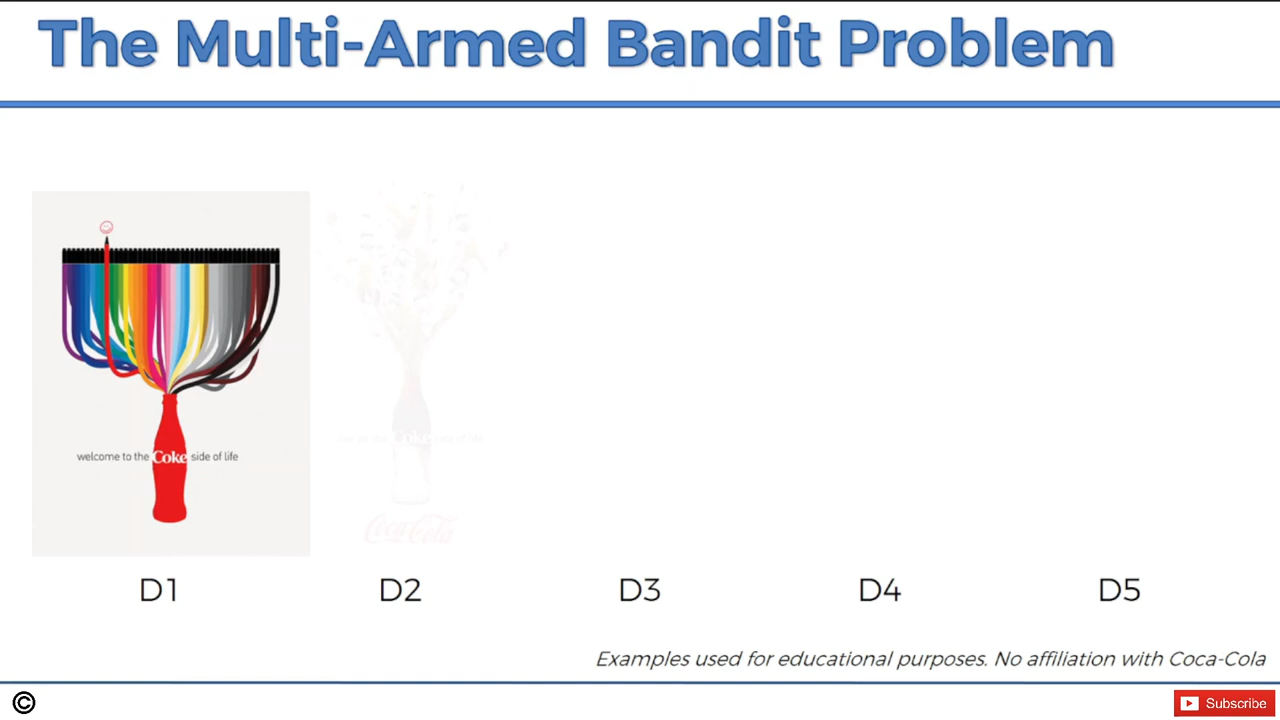 The Multi-Armed Bandit Problem
welcome to the Coke side of life
Coke
Coca-Cola
D1 D2 D3 D4 D5
Examples used for educational purposes. No affiliation with Coca-Cola
© Subscribe